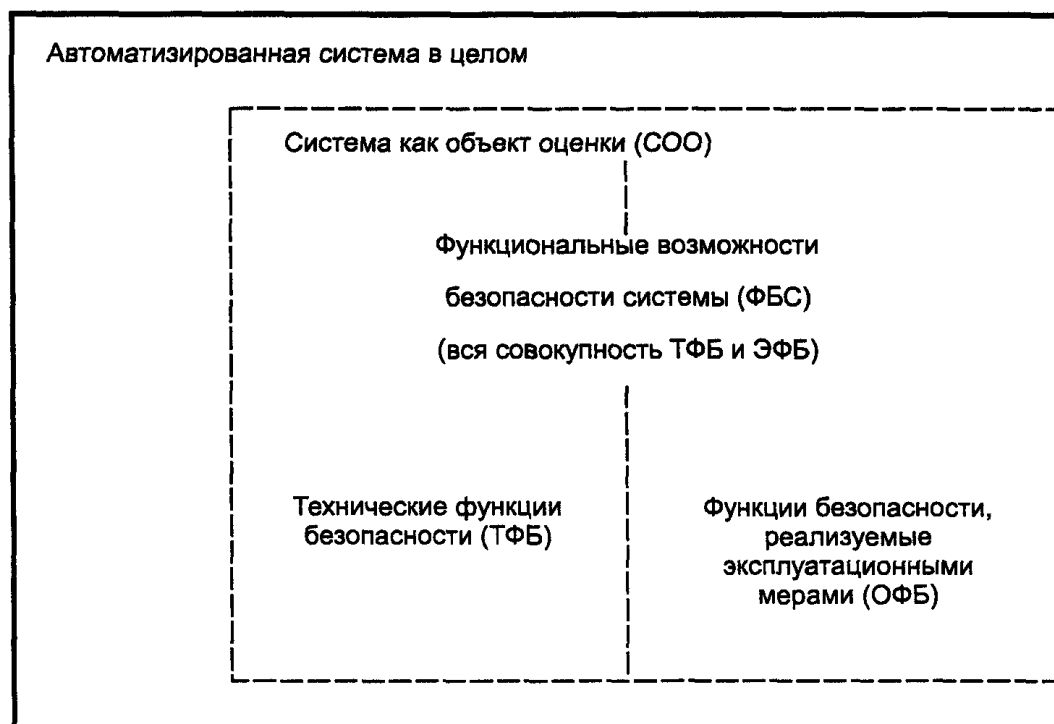 Автоматизированная система в целом
Система как объект оценки (СОО)
Функциональные возможности
безопасности системы (ФБС)
(вся совокупность ТФБ и ЭФБ)
Технические функции
безопасности (ТФБ)
Функции безопасности,
реализуемые
эксплуатационными
мерами (ОФБ)